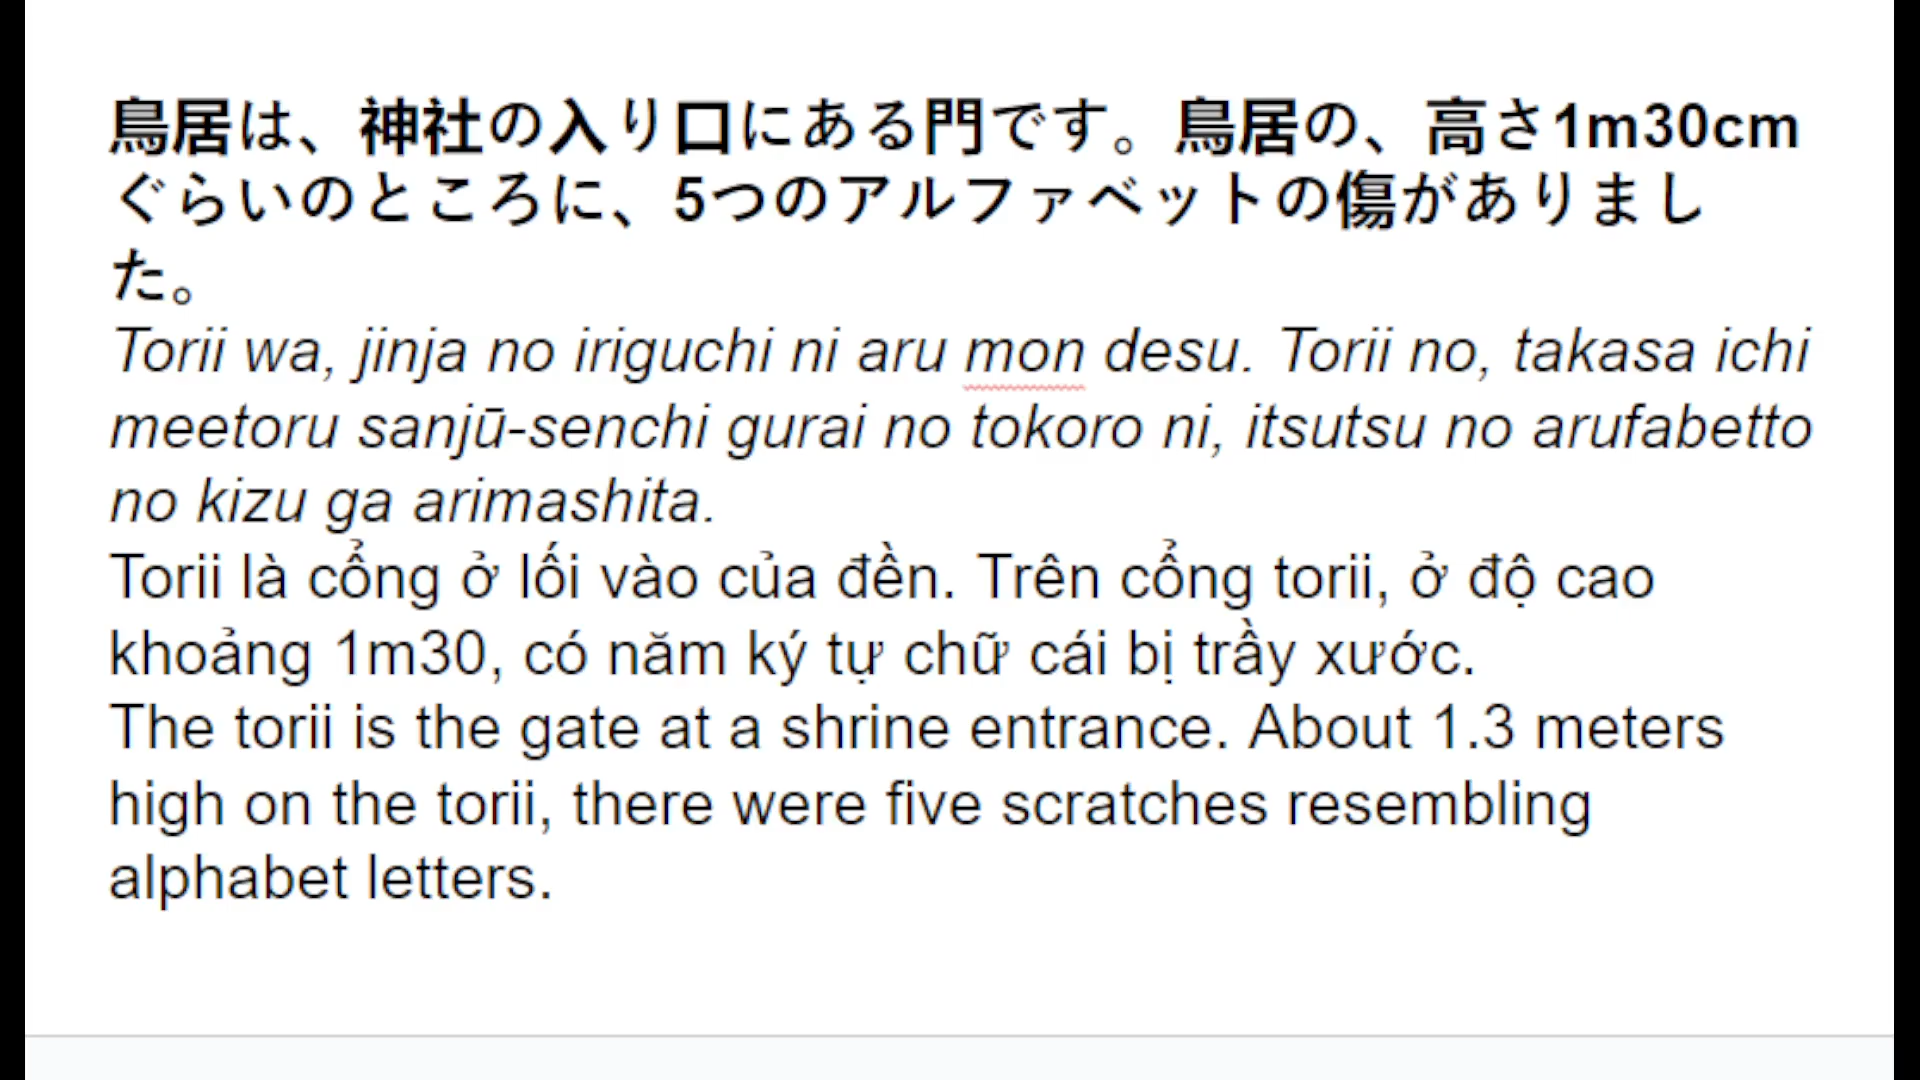 鳥居は、神社の入り口にある門です。鳥居の、高さ1m30cm
ぐらいのところに、5つのアルファベットの傷がありまし
た。
Torii wa, jinja no iriguchi ni aru mon desu. Torii no, takasa ichi
meetoru sanjū-senchi gurai no tokoro ni, itsutsu no arufabetto
no kizu ga arimashita.
Torii là cổng ở lối vào của đền. Trên cổng torii, ở độ cao
khoảng 1m30, có năm ký tự chữ cái bị trầy xước.
The torii is the gate at a shrine entrance. About 1.3 meters
high on the torii, there were five scratches resembling
alphabet letters.